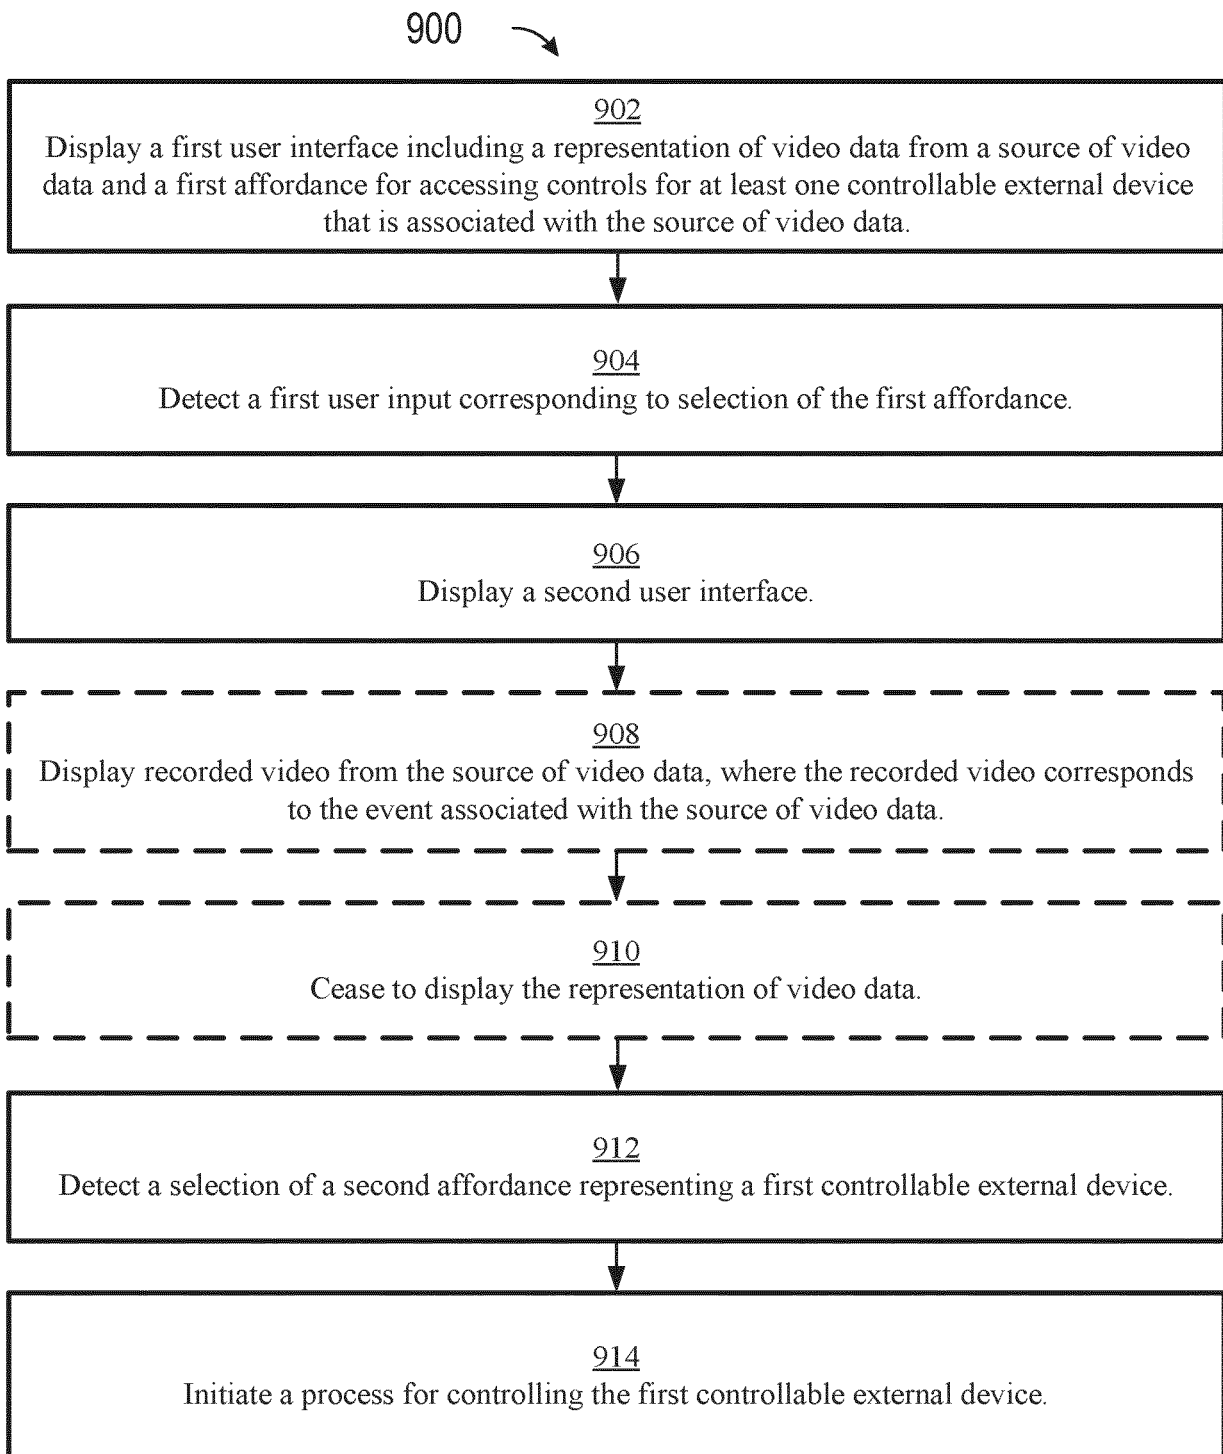 900
902
Display a first user interface including a representation of video data from a source of video
data and a first affordance for accessing controls for at least one controllable external device
that is associated with the source of video data.
904
Detect a first user input corresponding to selection of the first affordance.
906
Display a second user interface.
908
Display recorded video from the source of video data, where the recorded video corresponds
to the event associated with the source of video data.
910
Cease to display the representation of video data.
912
Detect a selection of a second affordance representing a first controllable external device.
914
Initiate a process for controlling the first controllable external device.